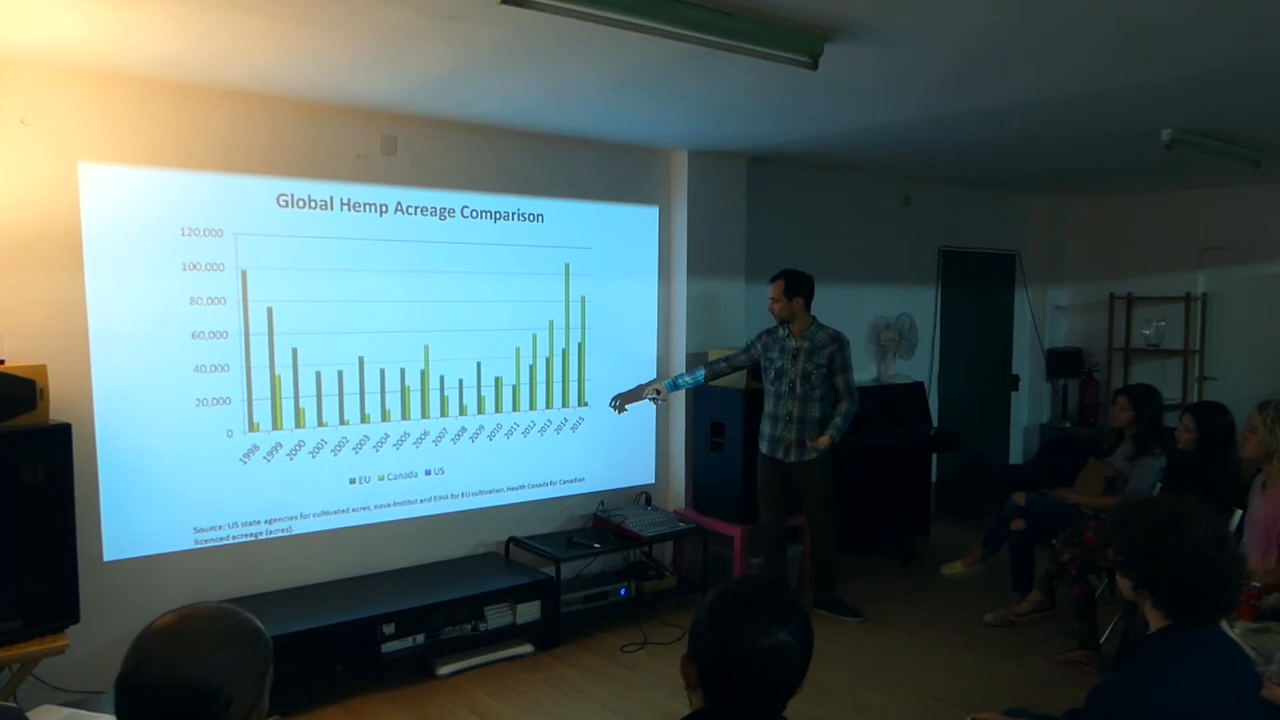 Global Hemp Acreage Comparison
120,000
100,000
80,000
60,000
40,000
20,000
0
1998 1999 2000 2001 2002 2003 2004 2005 2006 2007 2008 2009 2010 2011 2012 2013 2014 2015
EU Canada US
Source: US state agencies for cultivated acres, nova-Institut and EIHA for EU cultivation, Health Canada for Canadian
licenced acreage (acres).